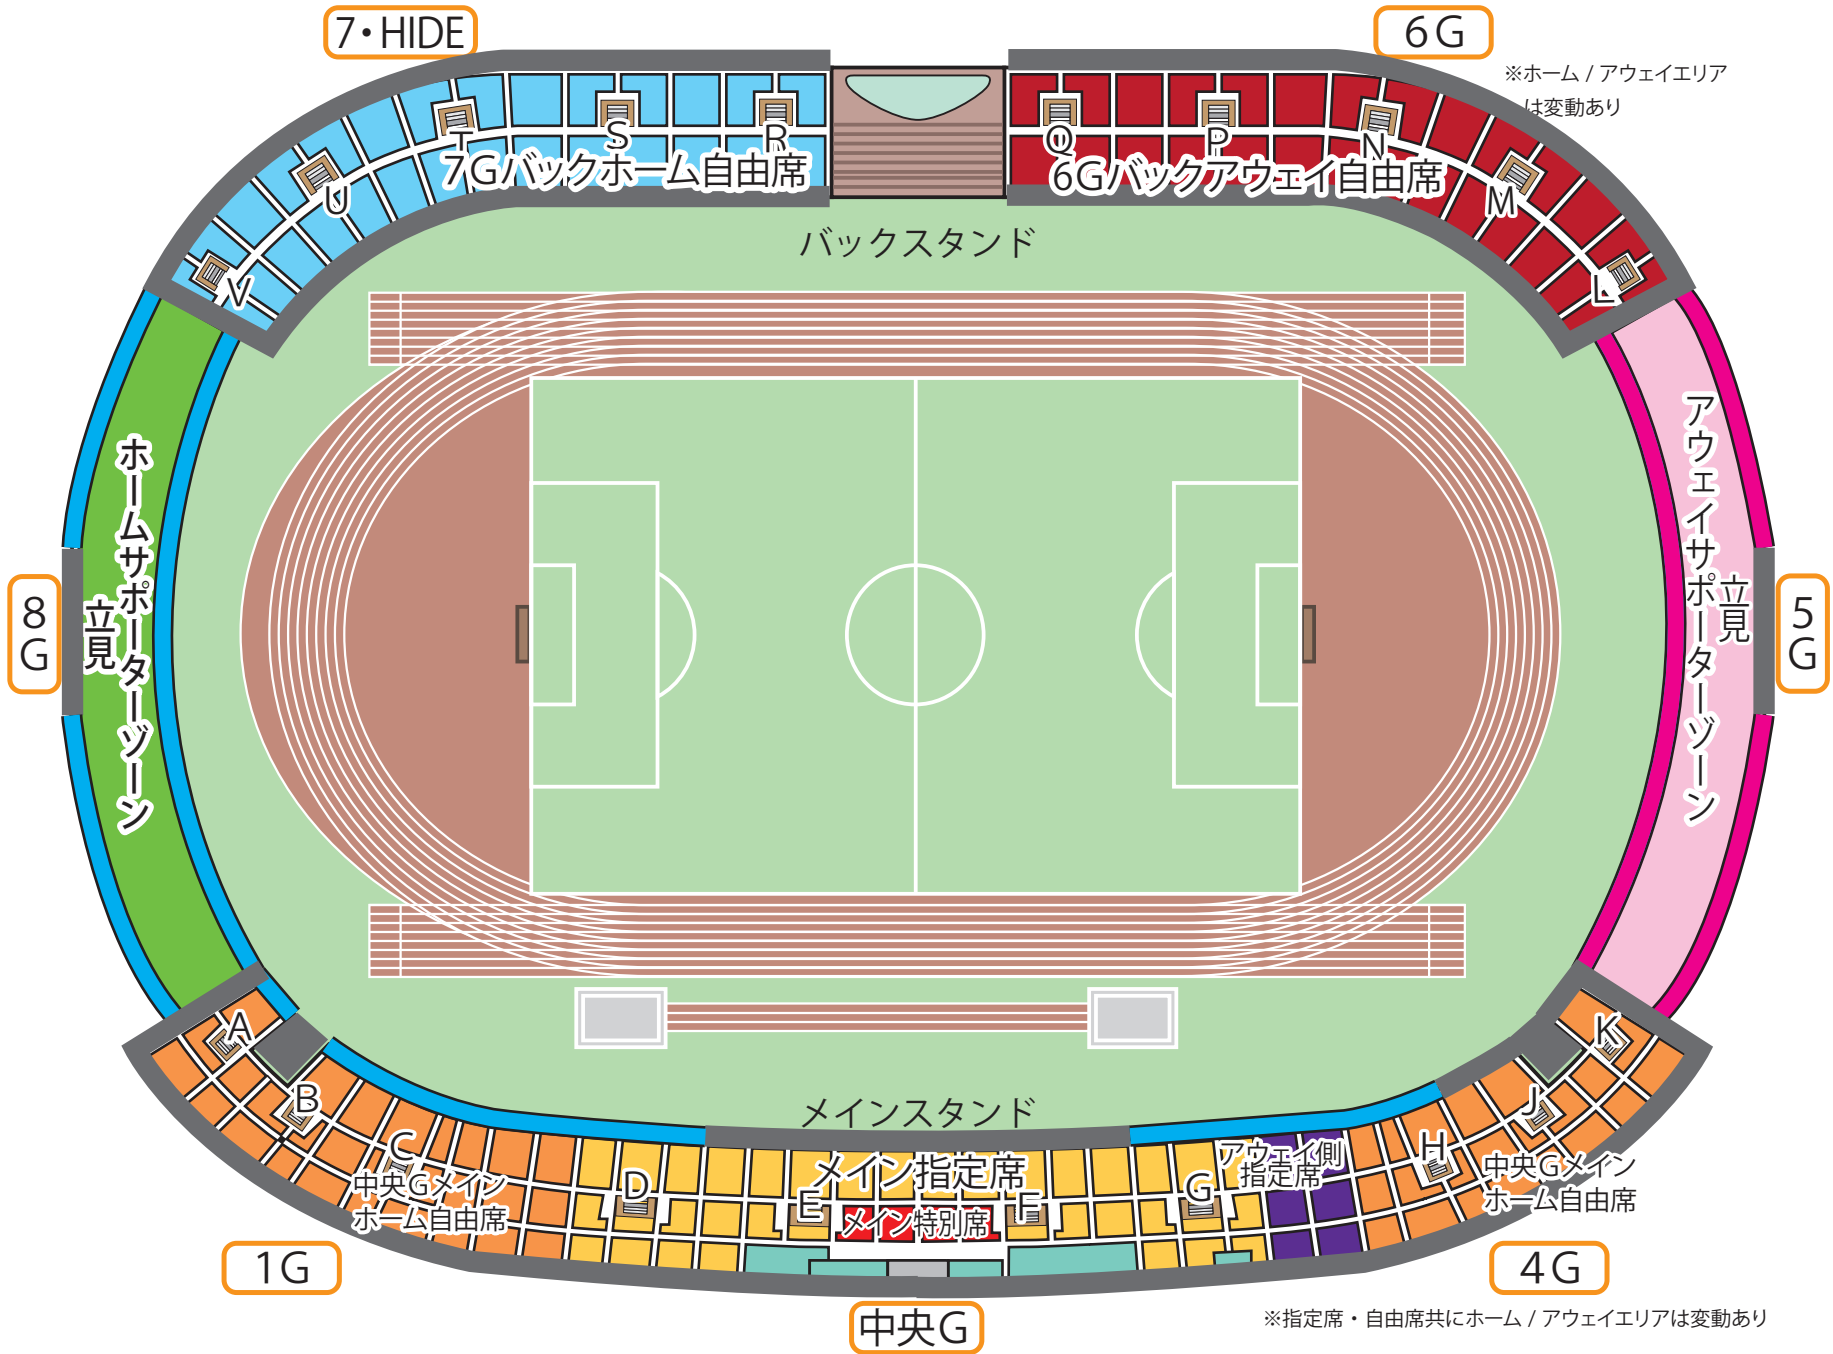 7・HIDE
6G
※ホーム / アウェイエリア
は変動あり
T
S
R
Q
P
N
7Gバックホーム自由席
6Gバックアウェイ自由席
U
M
V
L
バックスタンド
ホームサポーターゾーン
立見
アウェイサポーターゾーン
立見
8G
5G
A
K
B
J
メインスタンド
C
H
中央Gメイン
ホーム自由席
D
E
メイン指定席
メイン特別席
F
G
アウェイ側
指定席
中央Gメイン
ホーム自由席
1G
4G
中央G
※指定席・自由席共にホーム / アウェイエリアは変動あり